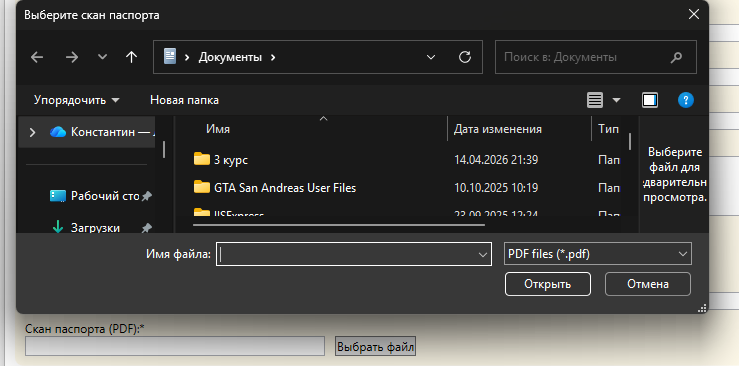 Выберите скан паспорта
Документы
Поиск в: Документы
Упорядочить
Новая папка
Константин —
Рабочий сто
Загрузки
Имя
Дата изменения
Тип
3 курс
14.04.2026 21:39
Пап
GTA San Andreas User Files
10.10.2025 10:19
Пап
IISExpress
23.09.2025 12:24
Пап
Выберите
файл для
едварительн
просмотра.
Имя файла:
PDF files (*.pdf)
Открыть
Отмена
Скан паспорта (PDF):*
Выбрать файл